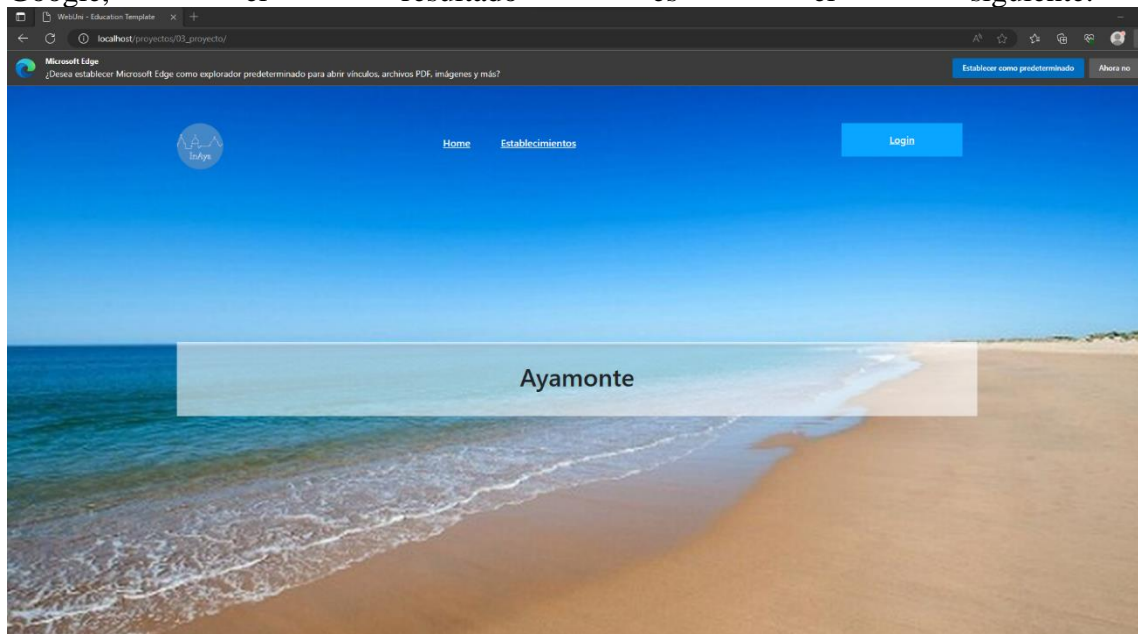 Google, el resultado es el siguiente:
WebUni - Education Template
localhost/proyectos/03_proyecto/
Microsoft Edge
¿Desea establecer Microsoft Edge como explorador predeterminado para abrir vínculos, archivos PDF, imágenes y más?
Establecer como predeterminado
Ahora no
InAya
Home
Establecimientos
Login
Ayamonte